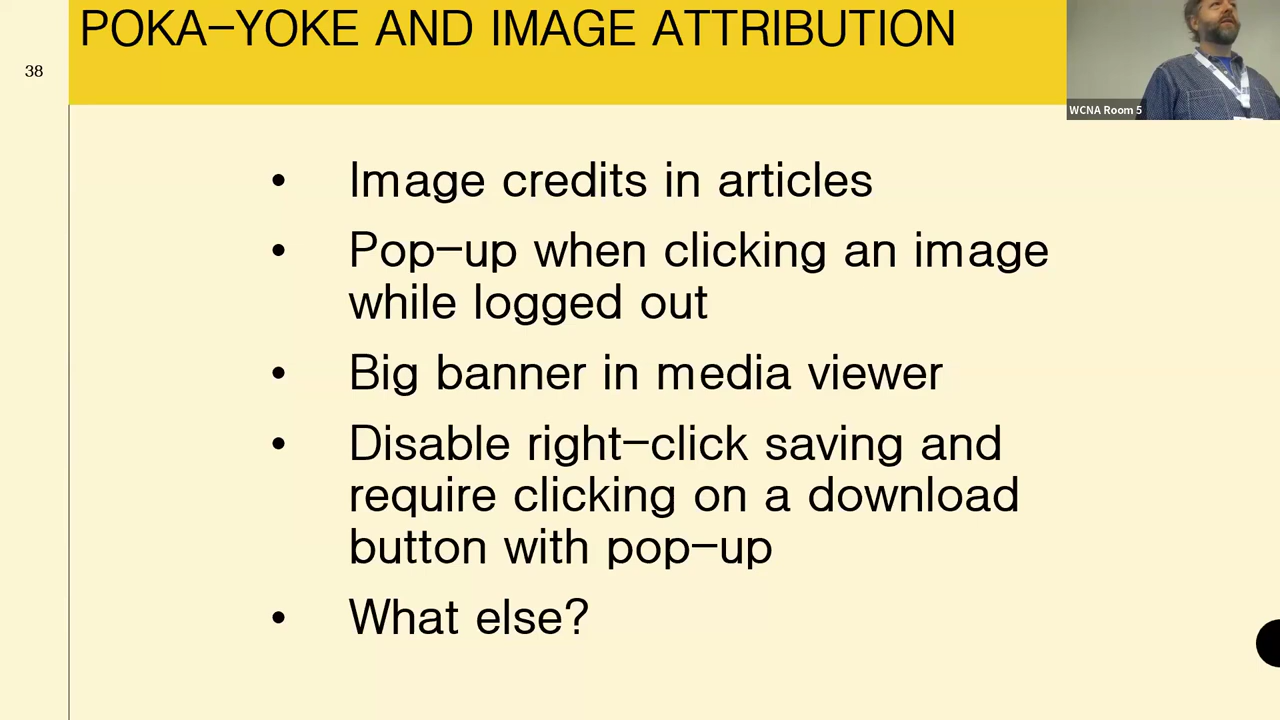 POKA-YOKE AND IMAGE ATTRIBUTION
38
WCNA Room 5
• Image credits in articles
• Pop-up when clicking an image
while logged out
• Big banner in media viewer
• Disable right-click saving and
require clicking on a download
button with pop-up
• What else?